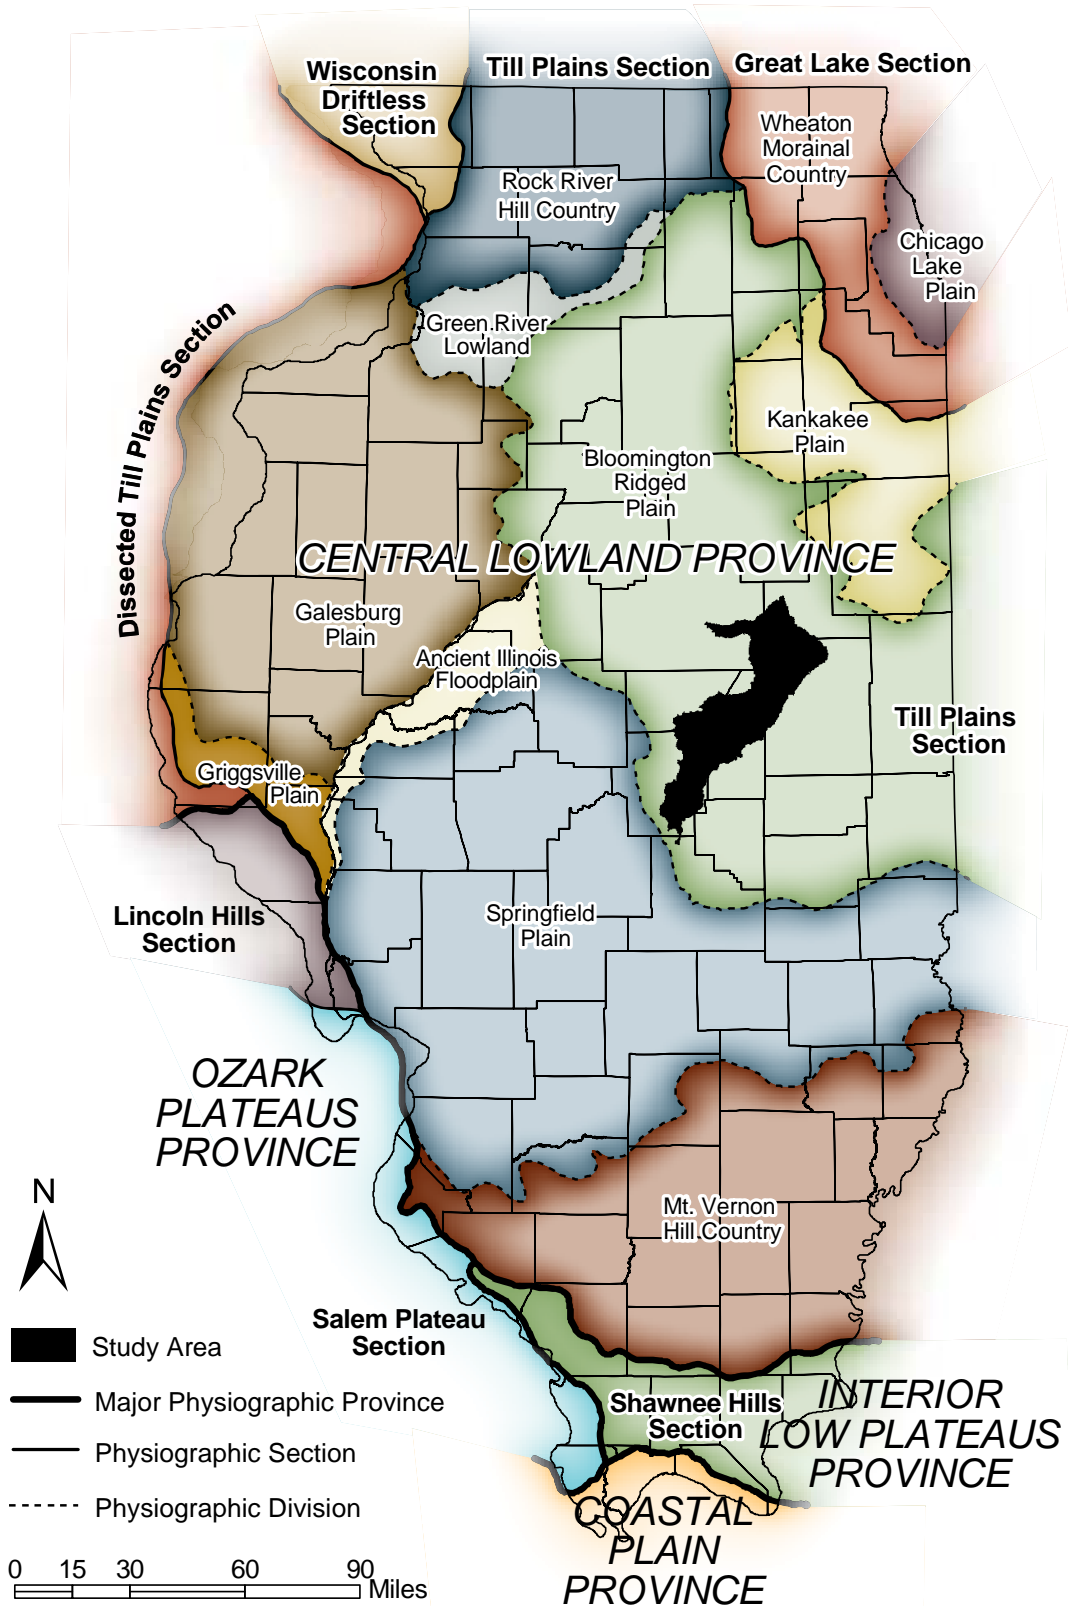 Wisconsin
Driftless
Section
Till Plains Section
Great Lake Section
Wheaton
Morainal
Country
Rock River
Hill Country
Chicago
Lake
Plain
Green River
Lowland
Dissected Till Plains Section
Kankakee
Plain
Bloomington
Ridged
Plain
CENTRAL LOWLAND PROVINCE
Galesburg
Plain
Ancient Illinois
Floodplain
Till Plains
Section
Griggsville
Plain
Lincoln Hills
Section
Springfield
Plain
OZARK
PLATEAUS
PROVINCE
Mt. Vernon
Hill Country
Salem Plateau
Section
Shawnee Hills
Section
INTERIOR
LOW PLATEAUS
PROVINCE
COASTAL
PLAIN
PROVINCE
N
Study Area
Major Physiographic Province
Physiographic Section
Physiographic Division
0 15 30 60 90
Miles